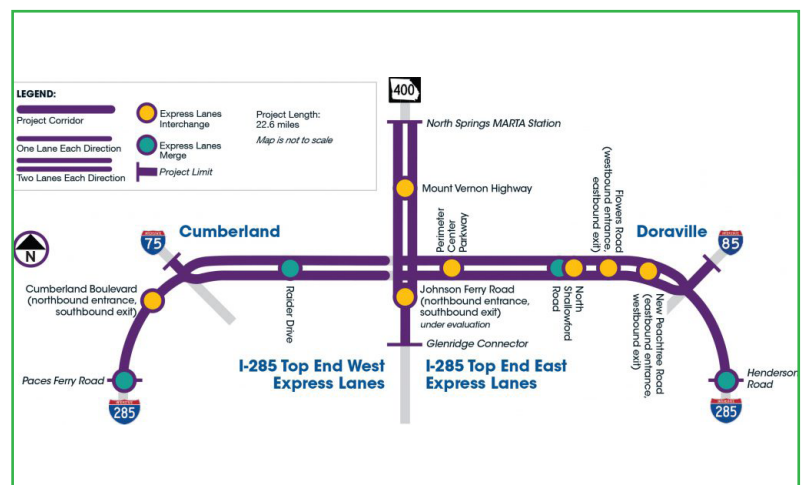 LEGEND:
Project Corridor
One Lane Each Direction
Two Lanes Each Direction
Express Lanes
Interchange
Express Lanes
Merge
Project Limit
Project Length:
22.6 miles
Map is not to scale
400
North Springs MARTA Station
Mount Vernon Highway
N
75
Cumberland
Cumberland Boulevard
(northbound entrance,
southbound exit)
Paces Ferry Road
285
Raider Drive
I-285 Top End West
Express Lanes
Perimeter
Center
Parkway
Johnson Ferry Road
(northbound entrance,
southbound exit)
under evaluation
Glenridge Connector
I-285 Top End East
Express Lanes
North
Shallowford
Road
Flowers Road
(westbound entrance,
eastbound exit)
Doraville
85
New Peachtree Road
(eastbound entrance,
westbound exit)
Henderson
Road
285